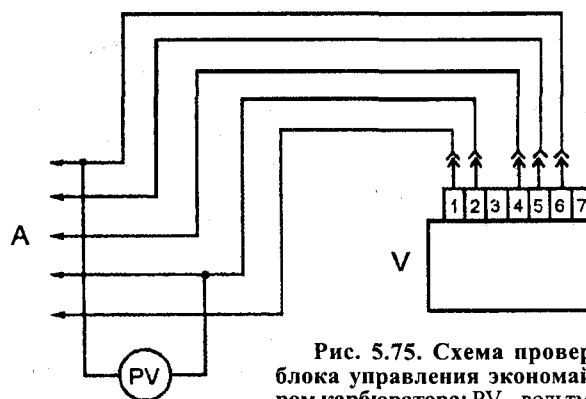 A
V
1 2 3 4 5 6 7
PV
Рис. 5.75. Схема провер
блока управления экономай
ром карбюратора: PV – вольтм